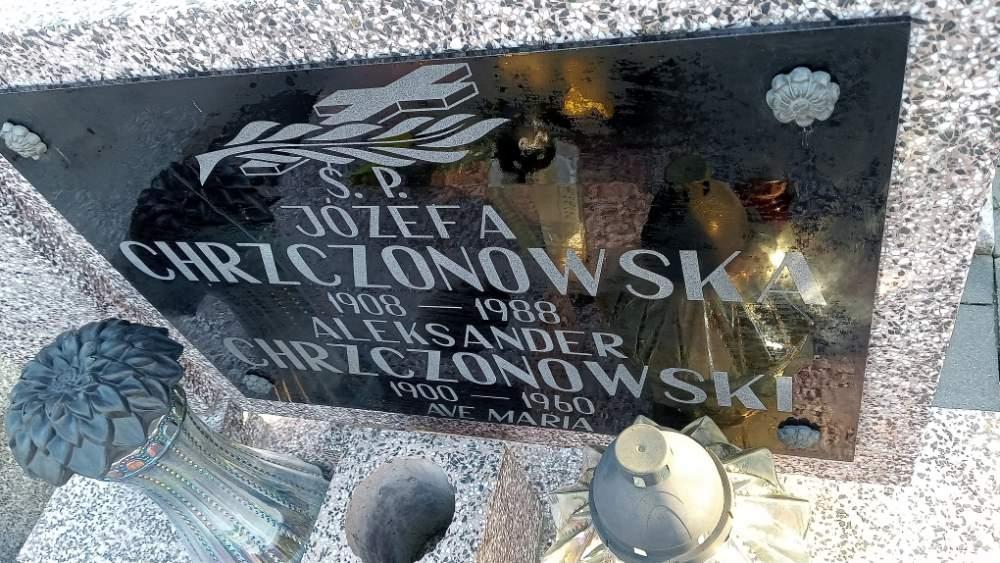 Ś. P.
JÓZEFA
CHRZCZONOWSKA
1908 — 1988
ALEKSANDER
CHRZCZONOWSKI
1900 — 1960
AVE MARIA